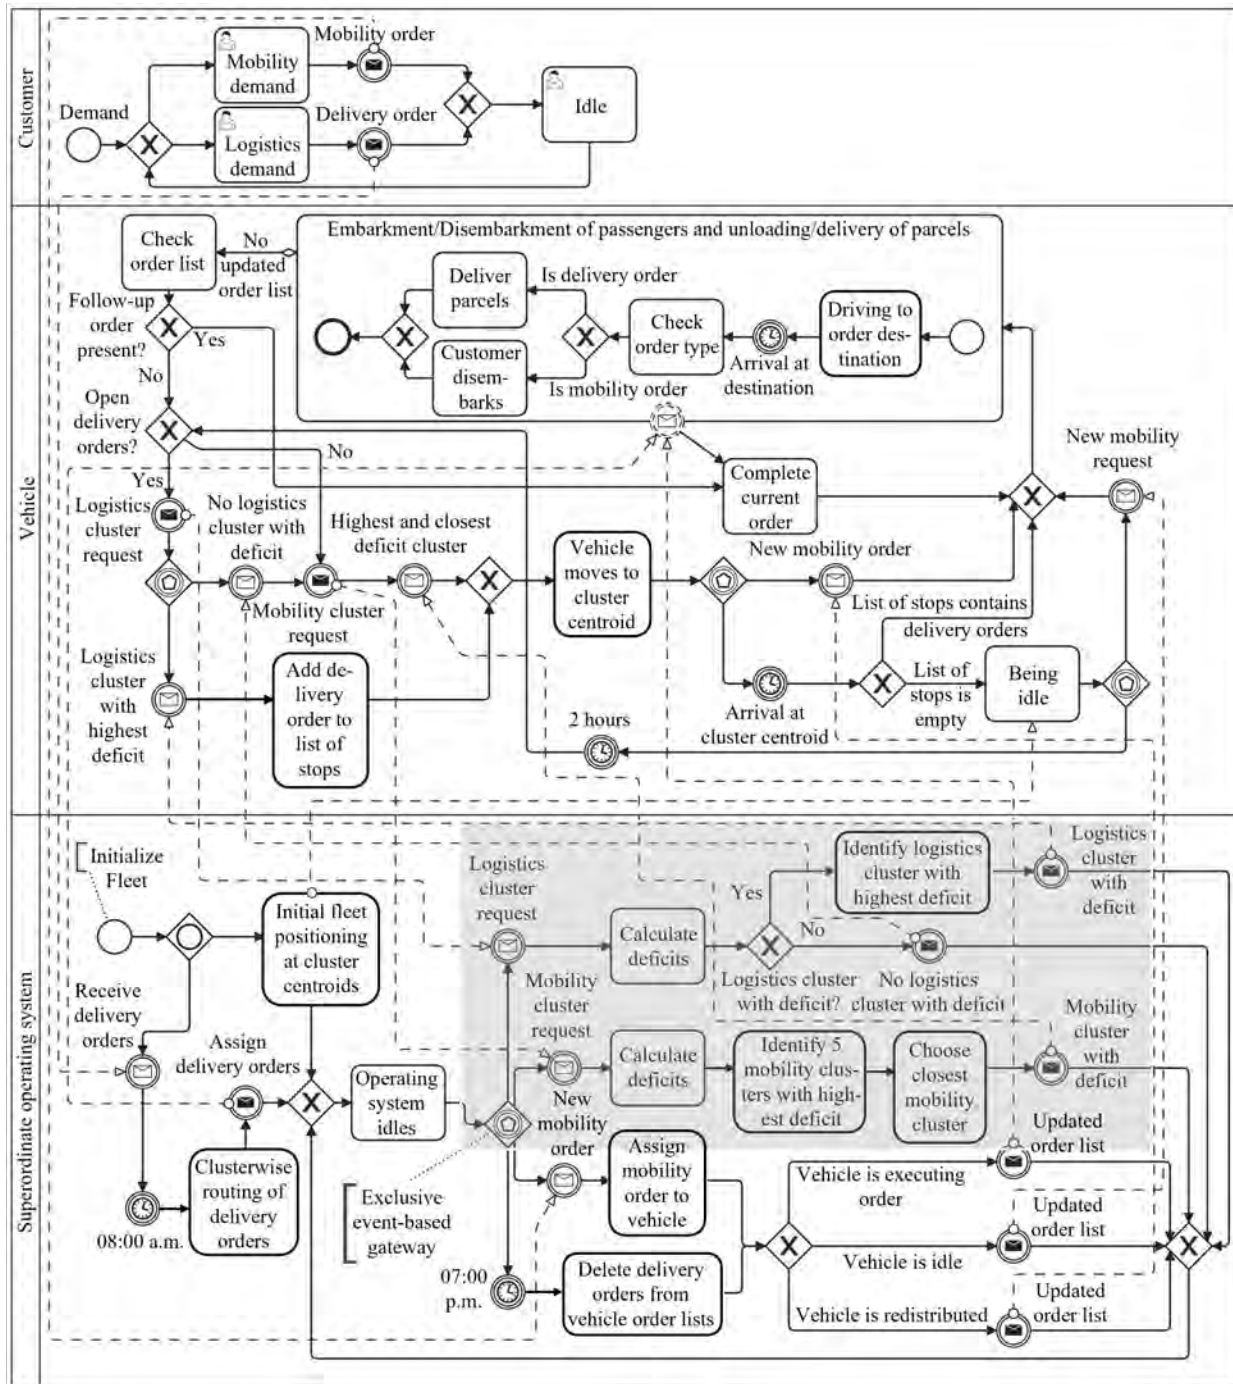 Customer
Demand
Mobility
demand
Mobility order
Logistics
demand
Delivery order
Idle
Vehicle
Check
order list
No
updated
order list
Embarkment/Disembarkment of passengers and unloading/delivery of parcels
Deliver
parcels
Is delivery order
Customer
disem-
barks
Is mobility order
Check
order type
Arrival at
destination
Driving to
order des-
tination
Follow-up
order
present?
Yes
No
Open
delivery
orders?
No
Yes
Logistics
cluster
request
No logistics
cluster with
deficit
Mobility cluster
request
Highest and closest
deficit cluster
Logistics
cluster
with
highest
deficit
Add de-
livery
order to
list of
stops
Vehicle
moves to
cluster
centroid
Complete
current
order
New mobility order
New mobility
request
List of stops contains
delivery orders
List of
stops is
empty
Being
idle
Arrival at
cluster centroid
2 hours
Superordinate operating system
Initialize
Fleet
Initial fleet
positioning
at cluster
centroids
Receive
delivery
orders
08:00 a.m.
Clusterwise
routing of
delivery
orders
Assign
delivery orders
Operating
system
idles
Exclusive
event-based
gateway
Logistics
cluster
request
Calculate
deficits
Yes
No
Logistics cluster
with deficit?
Identify logistics
cluster with
highest deficit
Logistics
cluster
with
deficit
No logistics
cluster with deficit
Mobility
cluster
request
Calculate
deficits
Identify 5
mobility clus-
ters with high-
est deficit
Choose
closest
mobility
cluster
Mobility
cluster
with
deficit
New
mobility
order
Assign
mobility
order to
vehicle
07:00
p.m.
Delete delivery
orders from
vehicle order lists
Vehicle is executing
order
Updated
order list
Vehicle is idle
Updated
order list
Vehicle is redistributed
Updated
order list